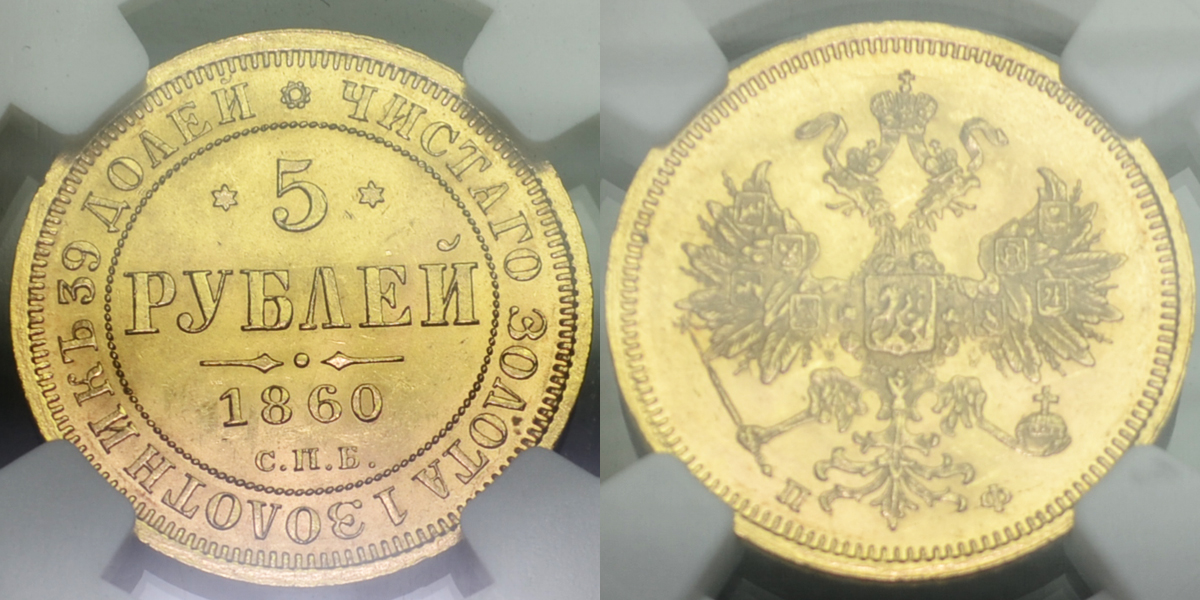 ЧИСТАГО ЗОЛОТА 1 ЗОЛОТНИКЪ 39 ДОЛЕЙ
5
РУБЛЕЙ
1860
С.П.Б.
П Ф